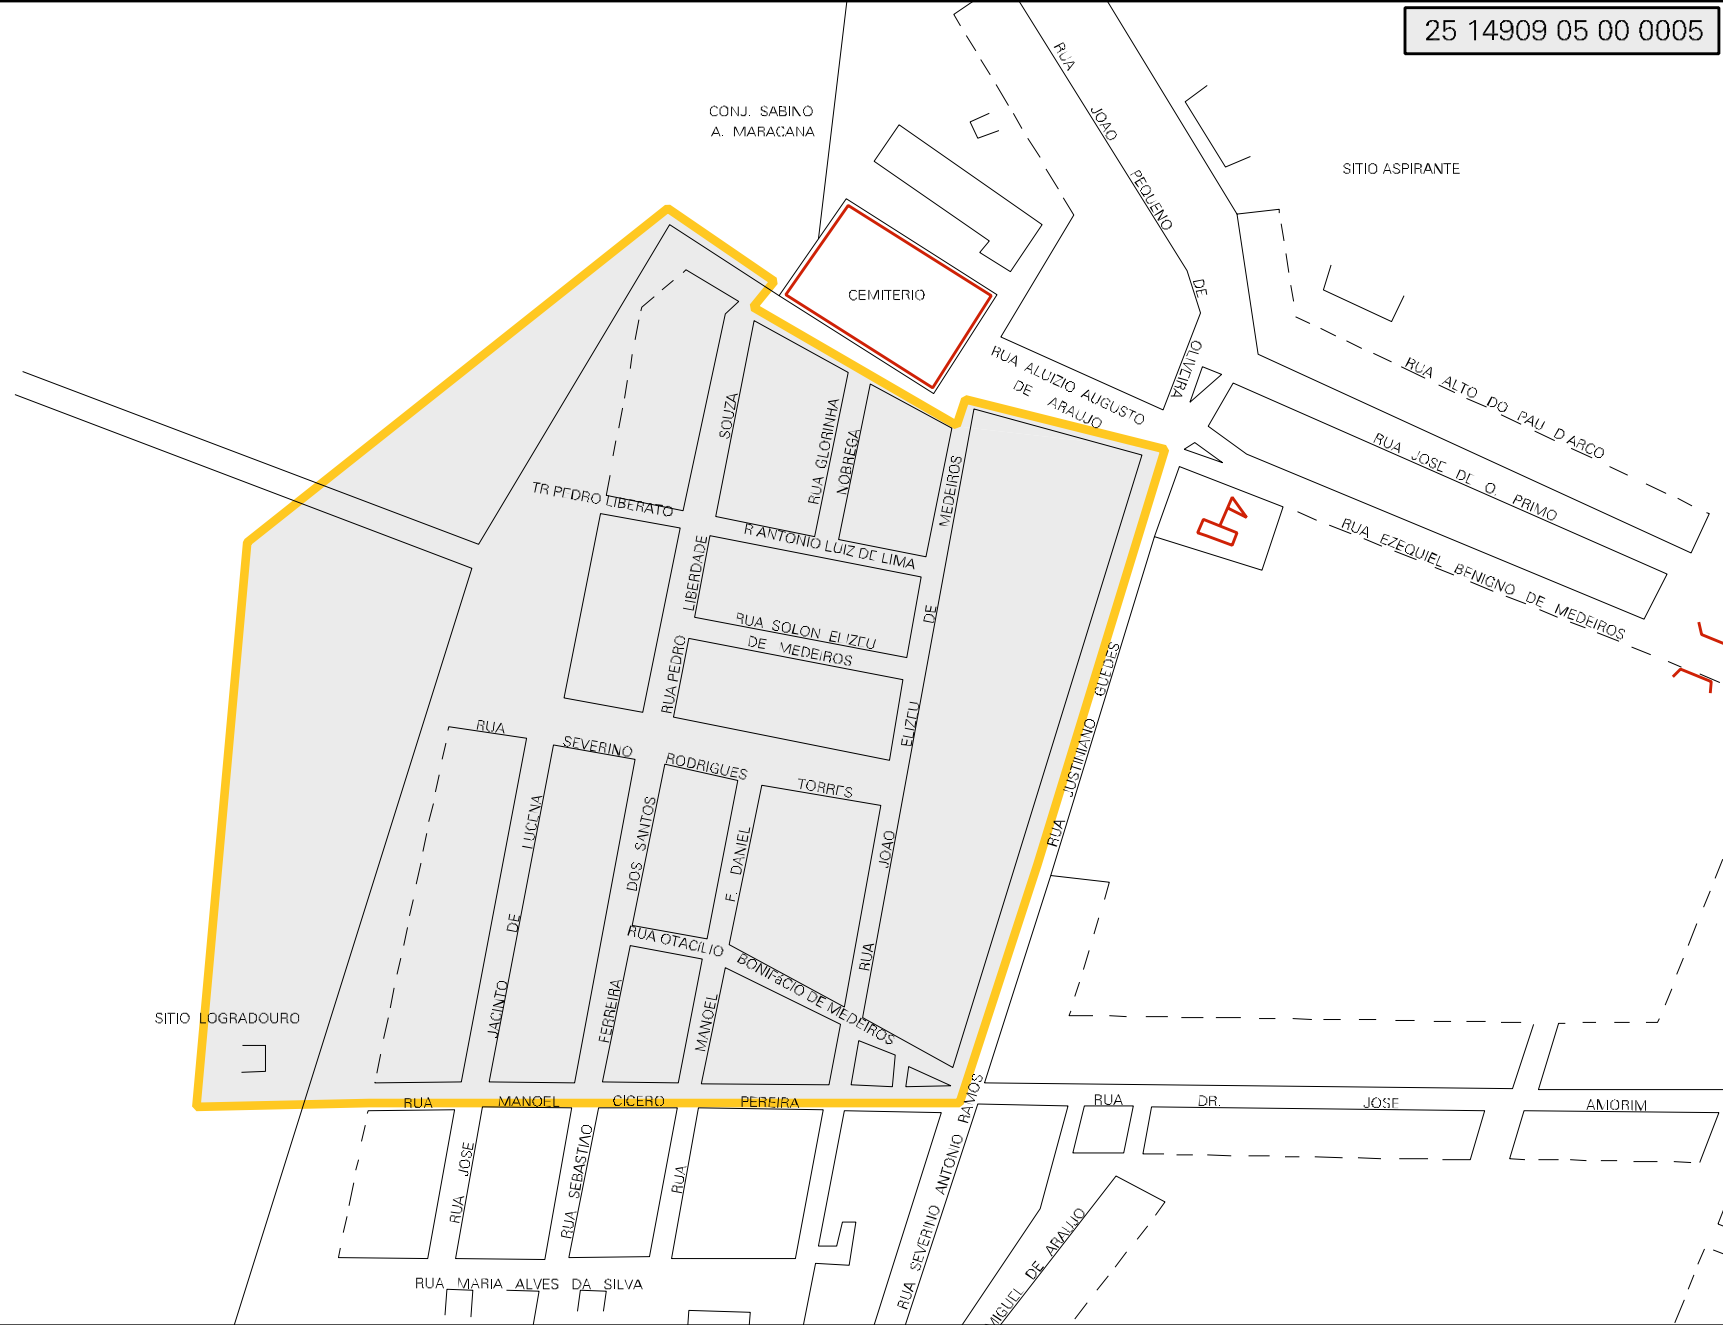 25 14909 05 00 0005
CONJ. SABINO
A. MARACANA
RUA JOAO PEQUENO DE OLIVEIRA
SITIO ASPIRANTE
CEMITERIO
RUA ALUIZIO AUGUSTO
DE ARAUJO
RUA ALTO DO PAU D ARCO
RUA JOSE DE O. PRIMO
RUA EZEQUIEL BENIGNO DE MEDEIROS
SOUZA
RUA GLORINHA
NOBREGA
TR PEDRO LIBERATO
R ANTONIO LUIZ DE LIMA
RUA PEDRO LIBERDADE
RUA SOLON ELIZEU
DE MEDEIROS
RUA JOAO ELIZEU DE MEDEIROS
RUA JUSTINIANO GUEDES
RUA SEVERINO RODRIGUES TORRES
JACINTO DE LUCENA
FERREIRA DOS SANTOS
MANOEL F. DANIEL
RUA OTACILIO BONIFáCIO DE MEDEIROS
SITIO LOGRADOURO
RUA MANOEL CICERO PEREIRA
RUA DR. JOSE AMORIM
RUA JOSE
RUA SEBASTIAO
RUA
RUA SEVERINO ANTONIO RAMOS
MIGUEL DE ARAUJO
RUA MARIA ALVES DA SILVA